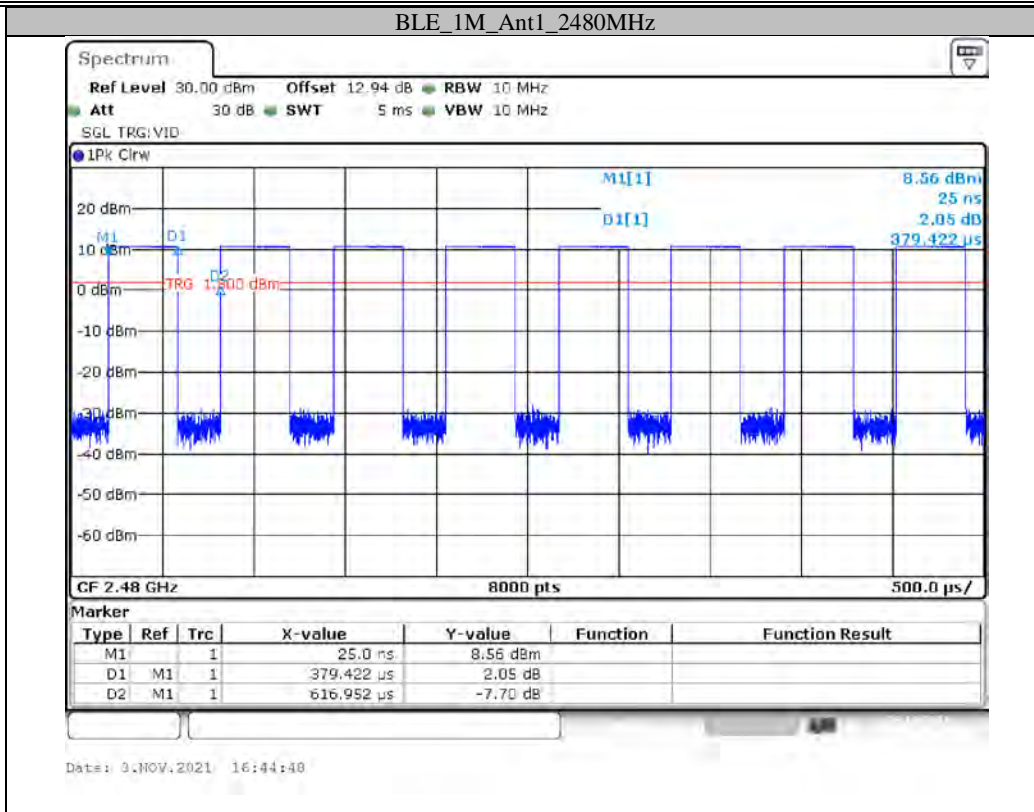 BLE_1M_Ant1_2480MHz
Spectrum
Ref Level 30.00 dBm Offset 12.94 dB RBW 10 MHz
Att 30 dB SWT 5 ms VBW 10 MHz
SGL TRG:VID
1Pk Clrw
M1[1] 8.56 dBm
25 ns
20 dBm
D1[1] 2.05 dB
M1 D1 379.422 µs
10 dBm
D2
TRG 1.800 dBm
0 dBm
-10 dBm
-20 dBm
-30 dBm
-40 dBm
-50 dBm
-60 dBm
CF 2.48 GHz 8000 pts 500.0 µs/
Marker
Type Ref Trc X-value Y-value Function Function Result
M1 1 25.0 ns 8.56 dBm
D1 M1 1 379.422 µs 2.05 dB
D2 M1 1 616.952 µs -7.70 dB
Date: 3.NOV.2021 16:44:48